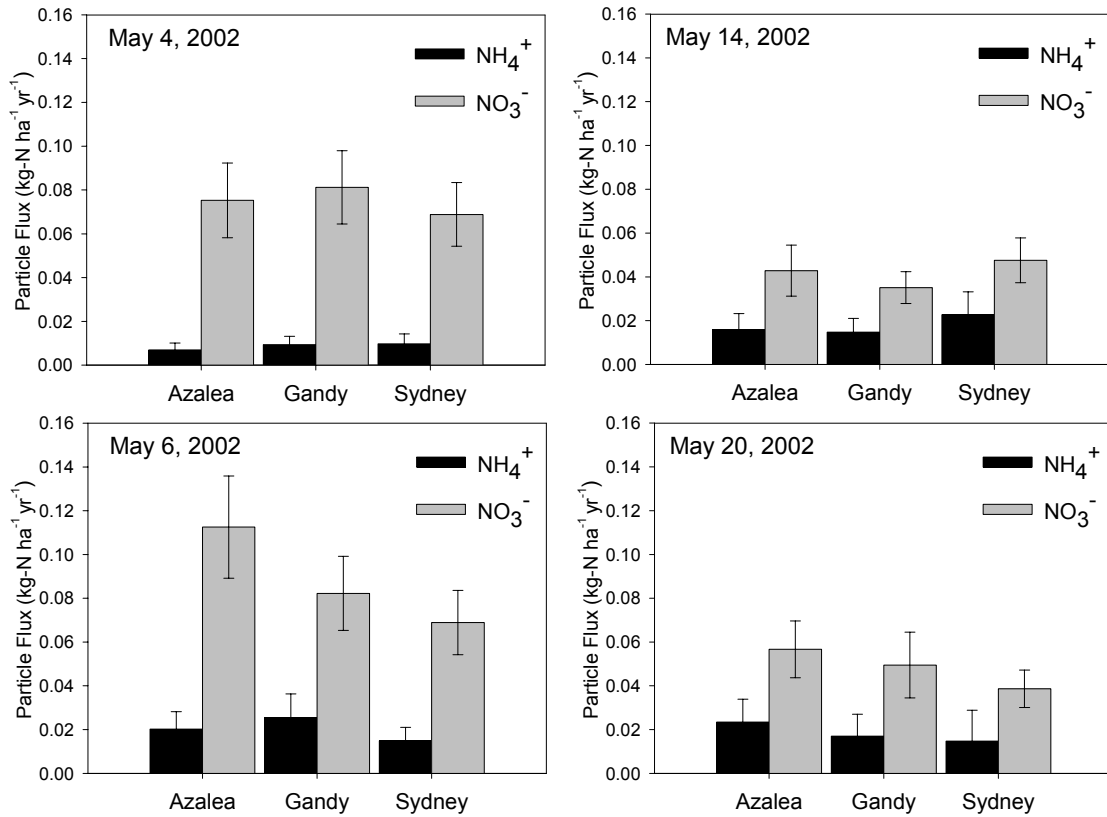 May 4, 2002
NH4+
NO3-
Particle Flux (kg-N ha-1 yr-1)
0.16
0.14
0.12
0.10
0.08
0.06
0.04
0.02
0.00
Azalea Gandy Sydney
May 14, 2002
NH4+
NO3-
Particle Flux (kg-N ha-1 yr-1)
0.16
0.14
0.12
0.10
0.08
0.06
0.04
0.02
0.00
Azalea Gandy Sydney
May 6, 2002
NH4+
NO3-
Particle Flux (kg-N ha-1 yr-1)
0.16
0.14
0.12
0.10
0.08
0.06
0.04
0.02
0.00
Azalea Gandy Sydney
May 20, 2002
NH4+
NO3-
Particle Flux (kg-N ha-1 yr-1)
0.16
0.14
0.12
0.10
0.08
0.06
0.04
0.02
0.00
Azalea Gandy Sydney